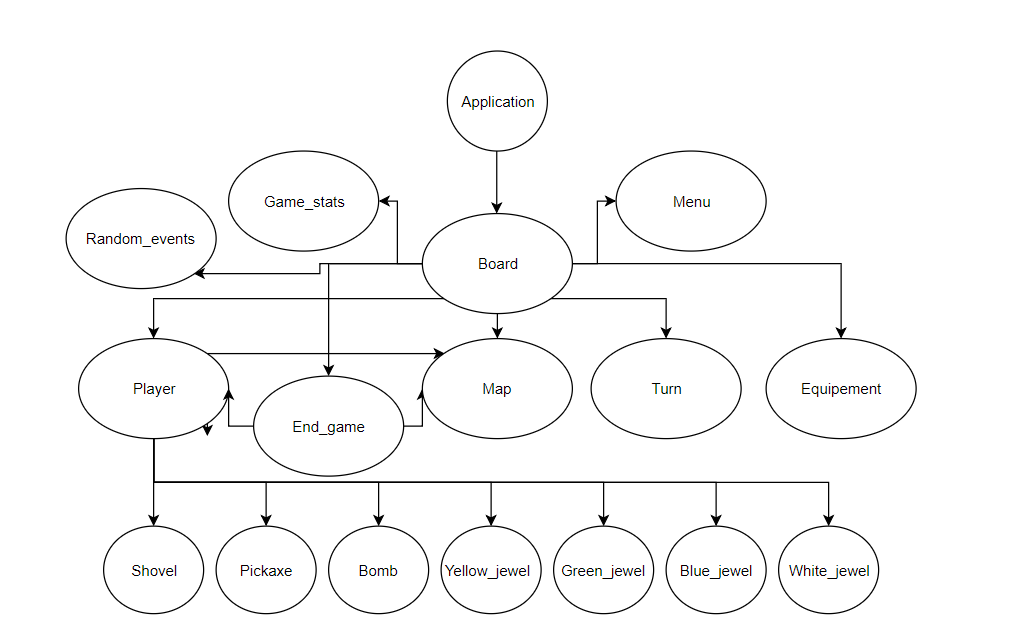 Application
Game_stats
Menu
Random_events
Board
Player
Map
Turn
Equipement
End_game
Shovel
Pickaxe
Bomb
Yellow_jewel
Green_jewel
Blue_jewel
White_jewel